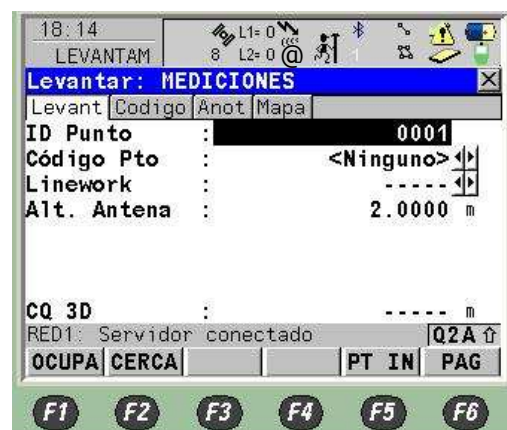 18:14
LEVANTAM
L1= 0
8 L2= 0 @ 1
Levantar: MEDICIONES
Levant Codigo Anot Mapa
ID Punto : 0001
Código Pto : <Ninguno>
Linework : -----
Alt. Antena : 2.0000 m
CQ 3D : ----- m
RED1: Servidor conectado Q2A
OCUPA CERCA PT IN PAG
F1 F2 F3 F4 F5 F6